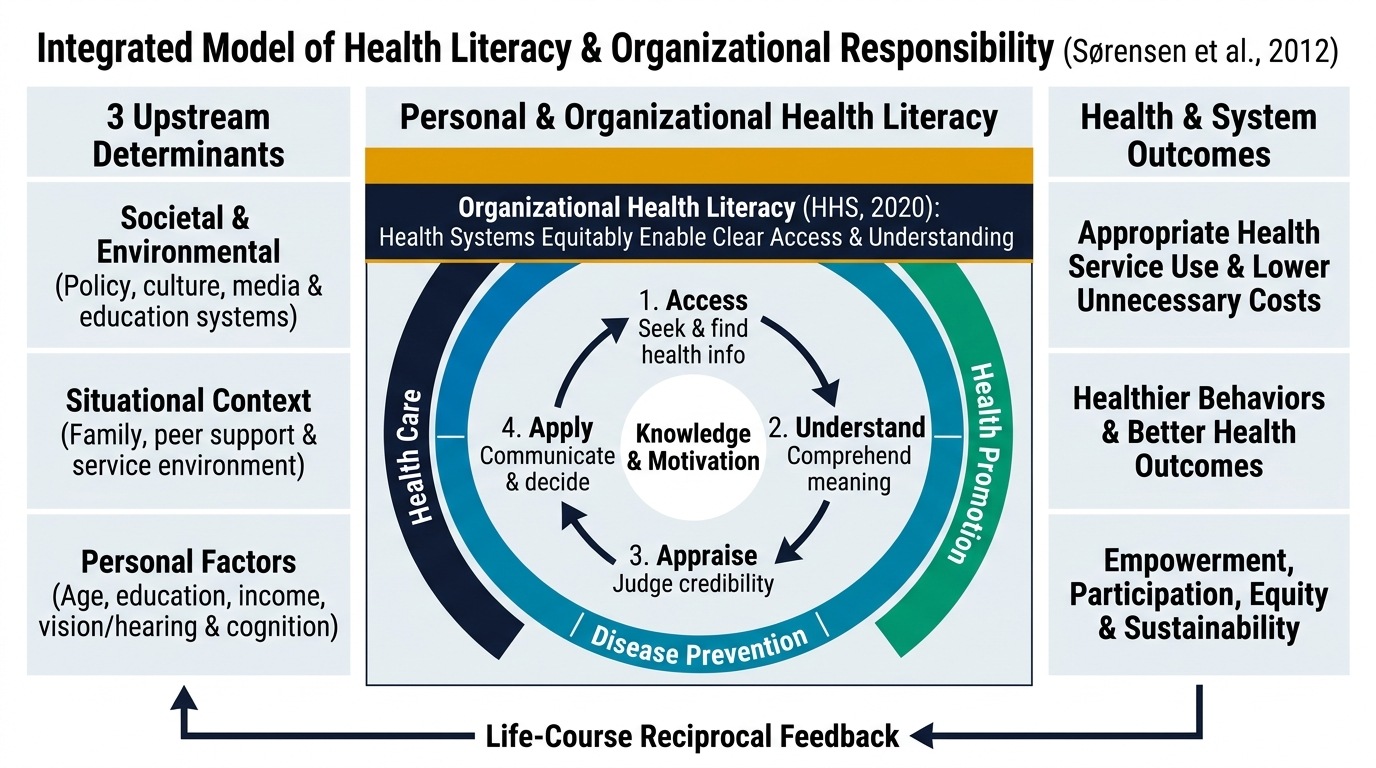 Integrated Model of Health Literacy & Organizational Responsibility (Sørensen et al., 2012)
3 Upstream
Determinants
Societal &
Environmental
(Policy, culture, media &
education systems)
Situational Context
(Family, peer support &
service environment)
Personal Factors
(Age, education, income,
vision/hearing & cognition)
Personal & Organizational Health Literacy
Organizational Health Literacy (HHS, 2020):
Health Systems Equitably Enable Clear Access & Understanding
Health Care
Health Promotion
Disease Prevention
1. Access
Seek & find
health info
2. Understand
Comprehend
meaning
3. Appraise
Judge credibility
4. Apply
Communicate
& decide
Knowledge
& Motivation
Health & System
Outcomes
Appropriate Health
Service Use & Lower
Unnecessary Costs
Healthier Behaviors
& Better Health
Outcomes
Empowerment,
Participation, Equity
& Sustainability
Life-Course Reciprocal Feedback